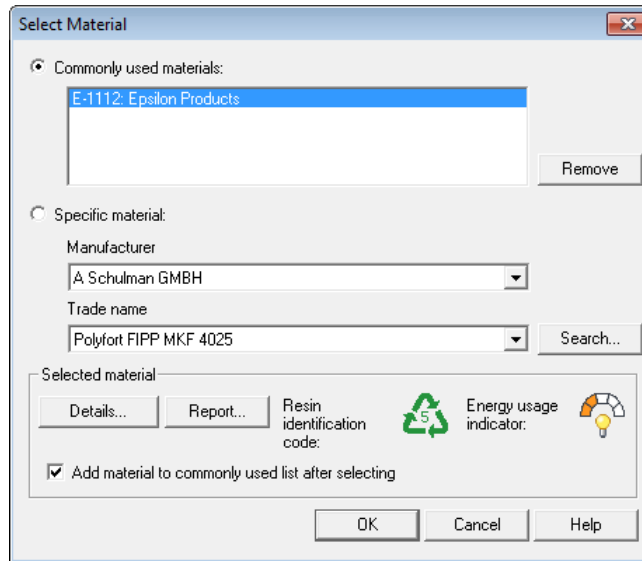 Select Material
Commonly used materials:
E-1112: Epsilon Products
Remove
Specific material:
Manufacturer
A Schulman GMBH
Trade name
Polyfort FIPP MKF 4025
Search...
Selected material
Details...
Report...
Resin
identification
code:
5
Energy usage
indicator:
Add material to commonly used list after selecting
OK
Cancel
Help